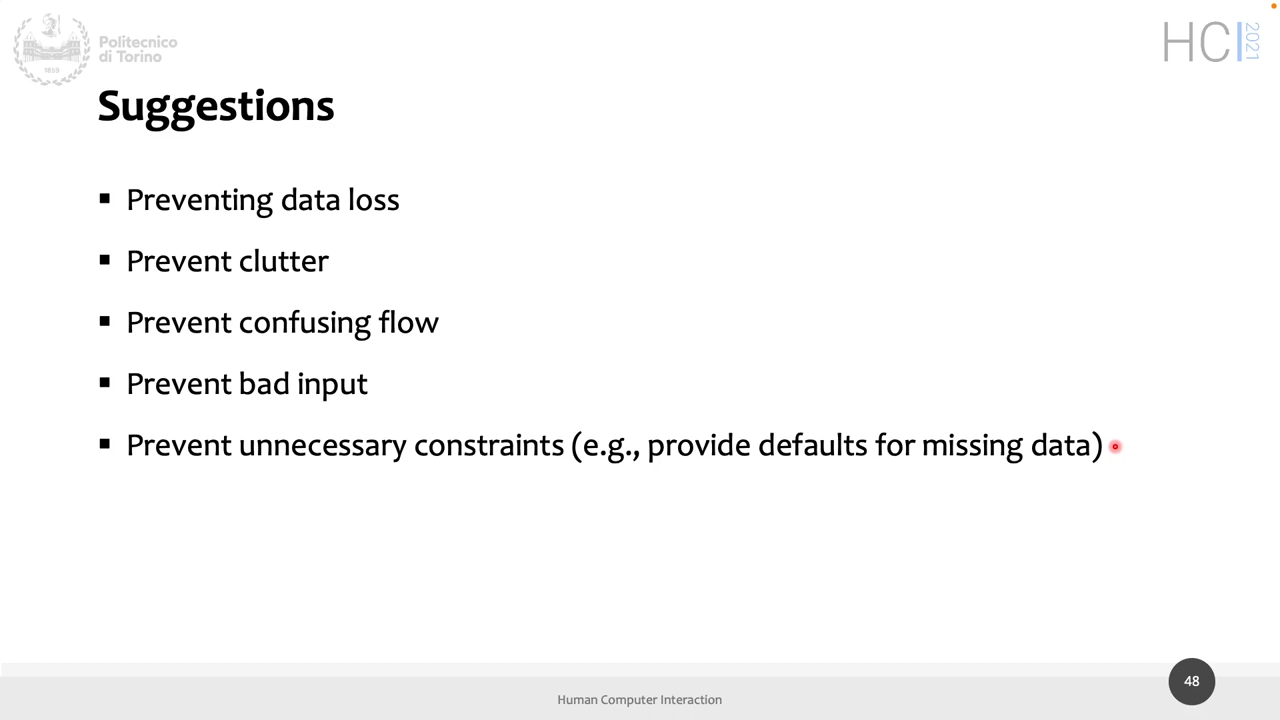 Politecnico
di Torino
1859
HCI 2021
Suggestions
▪ Preventing data loss
▪ Prevent clutter
▪ Prevent confusing flow
▪ Prevent bad input
▪ Prevent unnecessary constraints (e.g., provide defaults for missing data)
48
Human Computer Interaction